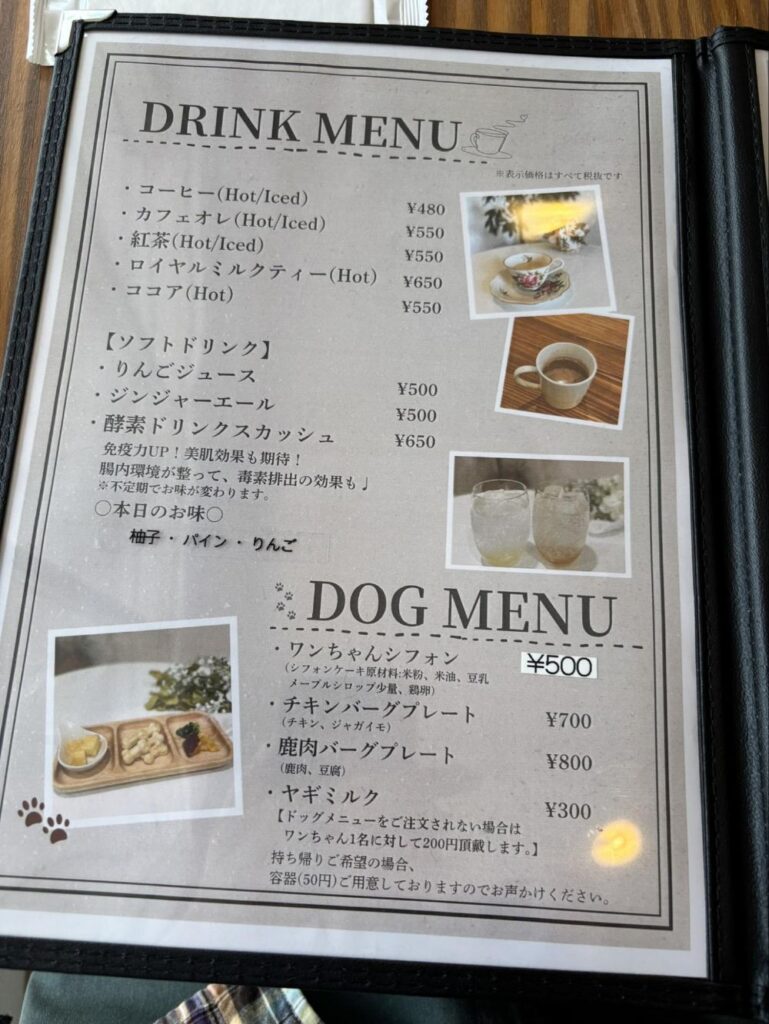 DRINK MENU
※表示価格はすべて税抜です
・コーヒー(Hot/Iced) ¥480
・カフェオレ(Hot/Iced) ¥550
・紅茶(Hot/Iced) ¥550
・ロイヤルミルクティー(Hot) ¥650
・ココア(Hot) ¥550
【ソフトドリンク】
・りんごジュース ¥500
・ジンジャーエール ¥500
・酵素ドリンクスカッシュ ¥650
免疫力UP！美肌効果も期待！
腸内環境が整って、毒素排出の効果も♩
※不定期でお味が変わります。
○本日のお味○
柚子・パイン・りんご
DOG MENU
・ワンちゃんシフォン ¥500
(シフォンケーキ原材料:米粉、米油、豆乳
メープルシロップ少量、鶏卵)
・チキンバーグプレート ¥700
(チキン、ジャガイモ)
・鹿肉バーグプレート ¥800
(鹿肉、豆腐)
・ヤギミルク ¥300
【ドッグメニューをご注文されない場合は
ワンちゃん1名に対して200円頂戴します。】
持ち帰りご希望の場合、
容器(50円)ご用意しておりますのでお声かけください。